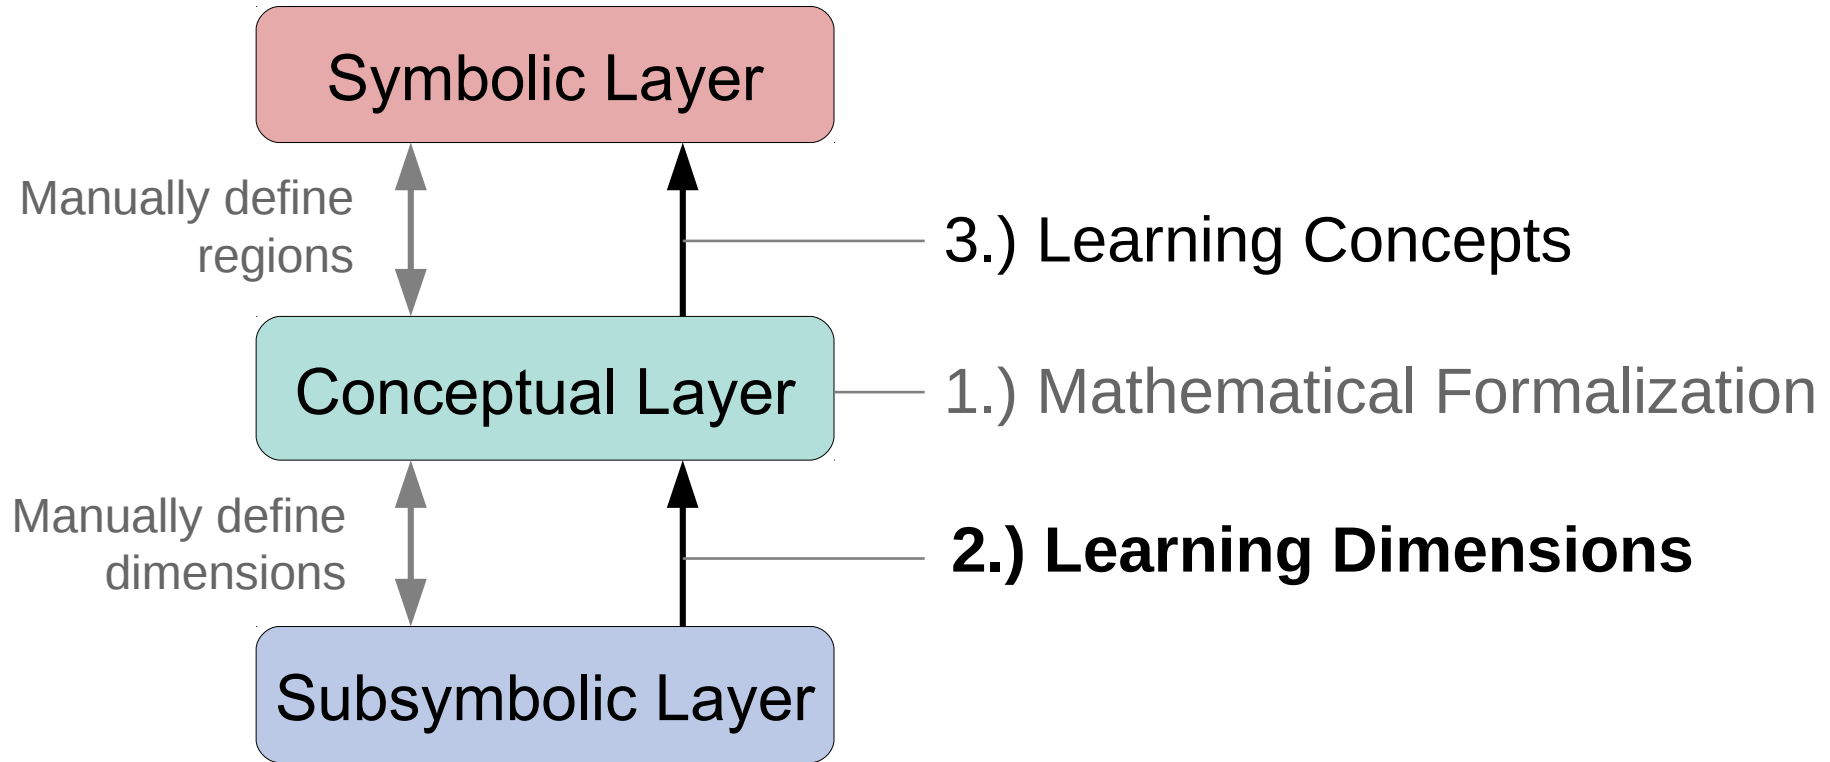 Symbolic Layer
Manually define
regions
3.) Learning Concepts
Conceptual Layer
1.) Mathematical Formalization
Manually define
dimensions
2.) Learning Dimensions
Subsymbolic Layer